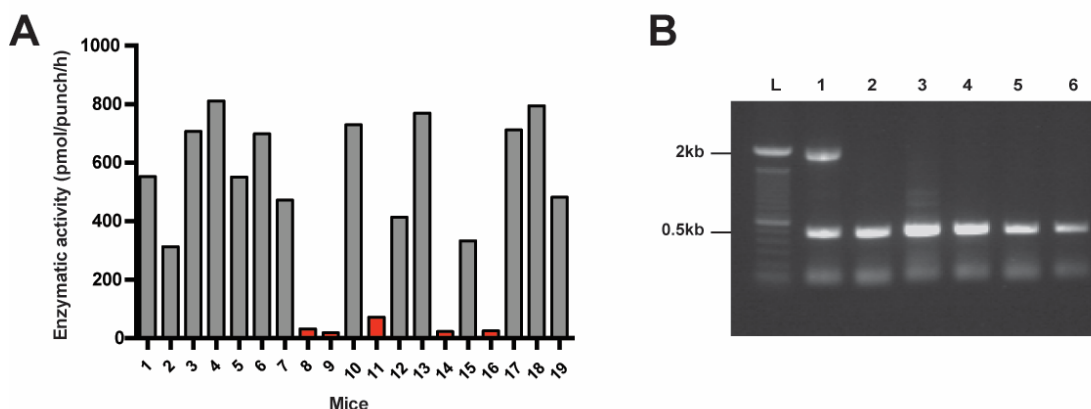 A
Enzymatic activity (pmol/punch/h)
1000
800
600
400
200
0
1 2 3 4 5 6 7 8 9 10 11 12 13 14 15 16 17 18 19
Mice
B
L 1 2 3 4 5 6
2kb
0.5kb